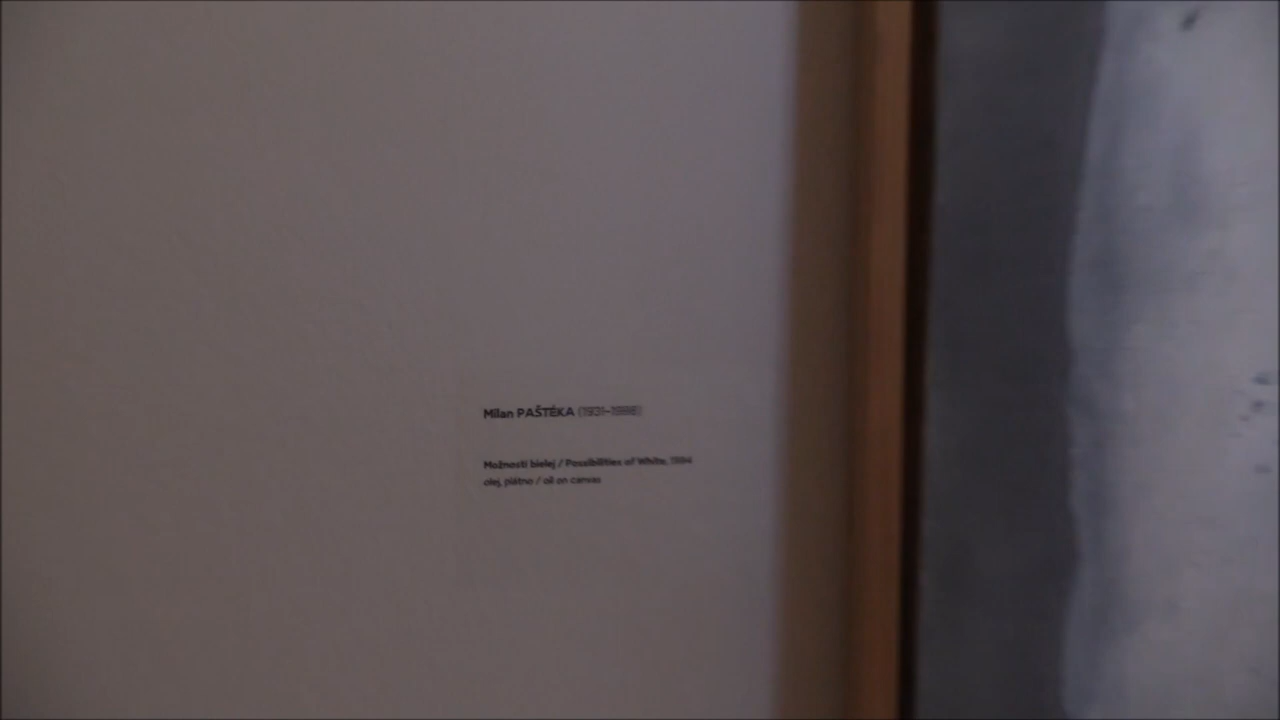 Milan PAŠTÉKA (1931–1998)
Možnosti bielej / Possibilities of White, 1994
olej, plátno / oil on canvas